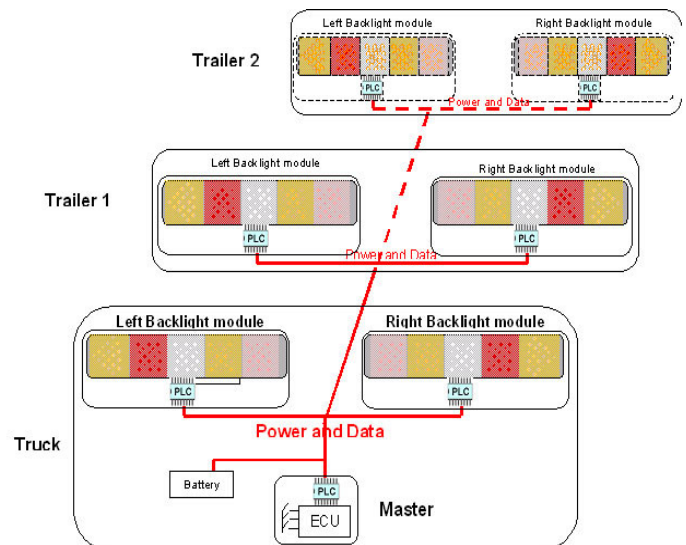 Left Backlight module
Right Backlight module
Trailer 2
PLC
PLC
Power and Data
Left Backlight module
Right Backlight module
Trailer 1
PLC
PLC
Power and Data
Left Backlight module
Right Backlight module
PLC
PLC
Power and Data
Truck
Battery
PLC
ECU
Master